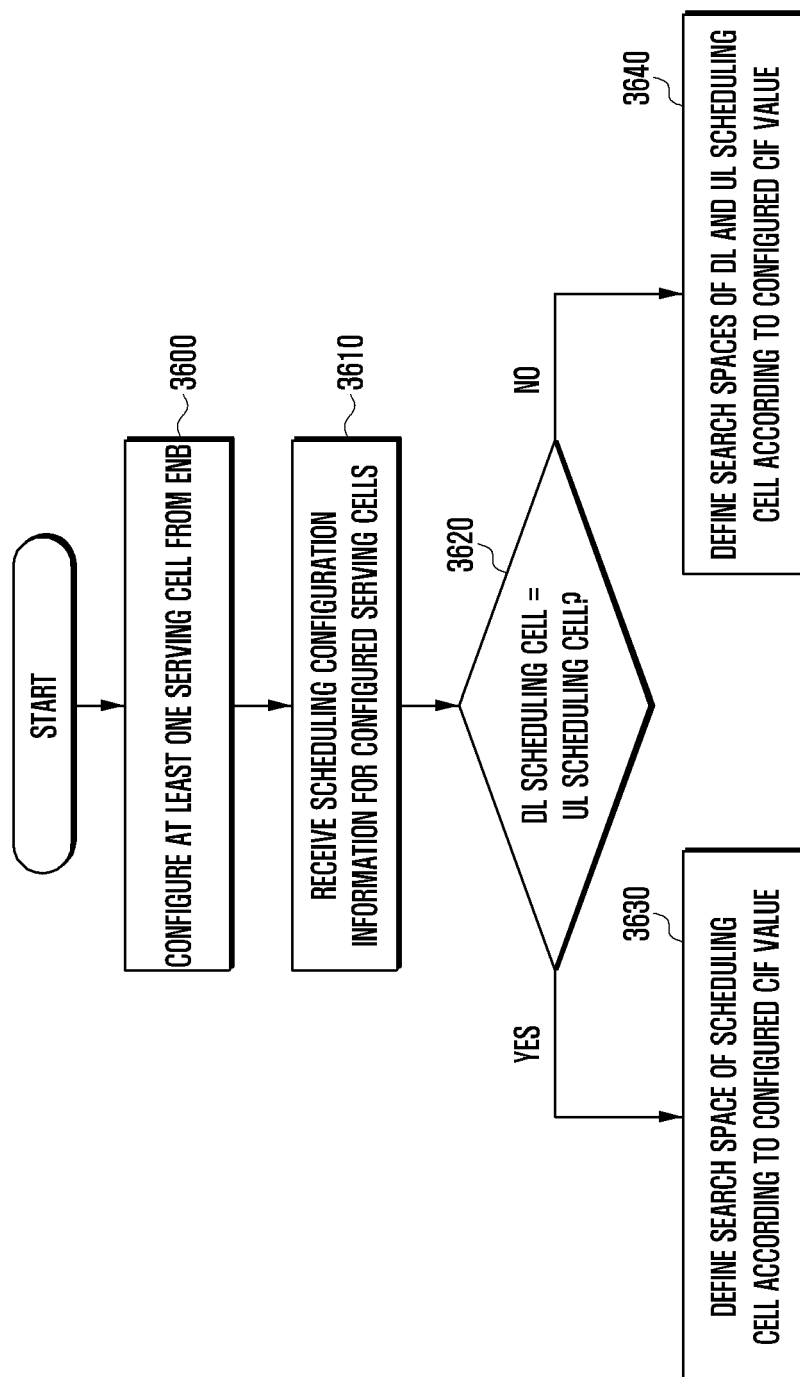 START
3600
CONFIGURE AT LEAST ONE SERVING CELL FROM ENB
3610
RECEIVE SCHEDULING CONFIGURATION
INFORMATION FOR CONFIGURED SERVING CELLS
3620
DL SCHEDULING CELL =
UL SCHEDULING CELL?
YES
NO
3630
DEFINE SEARCH SPACE OF SCHEDULING
CELL ACCORDING TO CONFIGURED CIF VALUE
3640
DEFINE SEARCH SPACES OF DL AND UL SCHEDULING
CELL ACCORDING TO CONFIGURED CIF VALUE